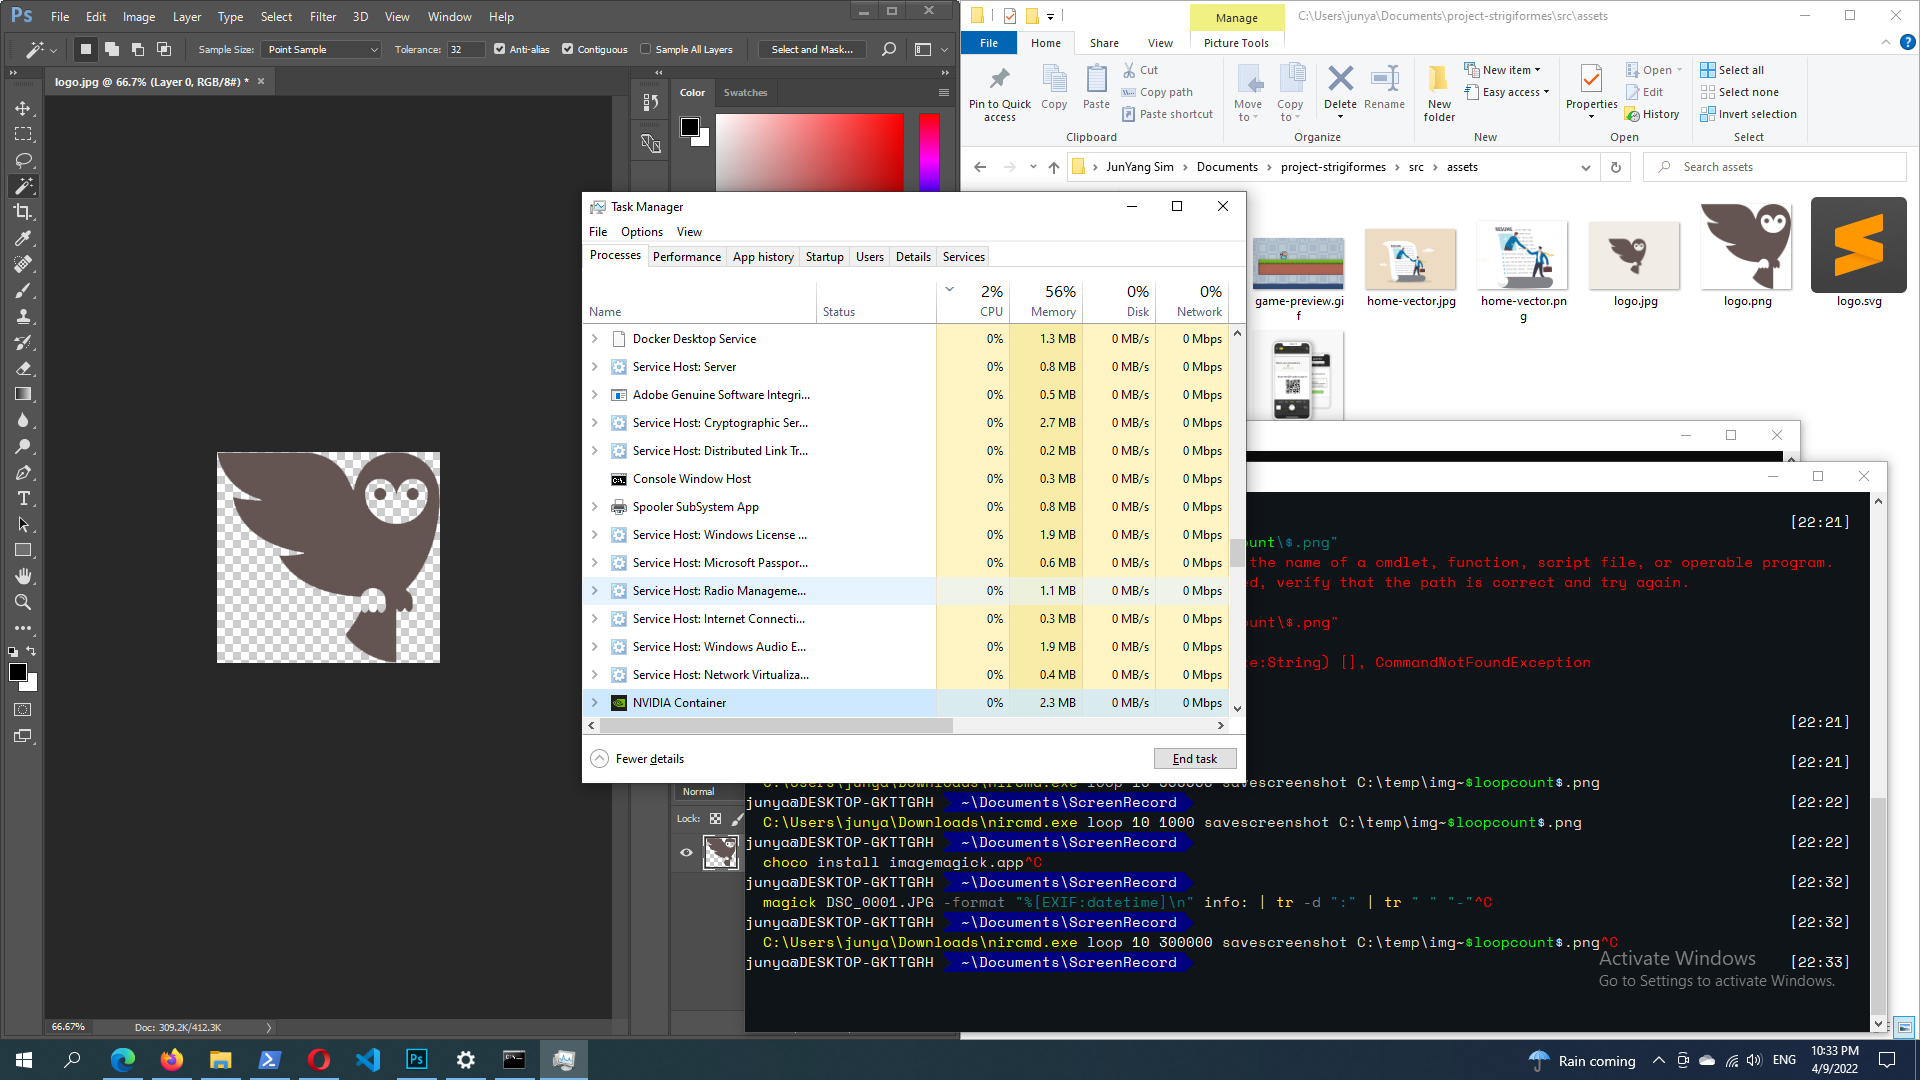 Ps File Edit Image Layer Type Select Filter 3D View Window Help
Sample Size: Point Sample Tolerance: 32 Anti-alias Contiguous Sample All Layers Select and Mask...
logo.jpg @ 66.7% (Layer 0, RGB/8#) * ×
Color Swatches
Normal
Lock:
66.67% Doc: 309.2K/412.3K
Manage C:\Users\junya\Documents\project-strigiformes\src\assets
File Home Share View Picture Tools
Pin to Quick access
Copy
Paste
Cut
Copy path
Paste shortcut
Clipboard
Move to
Copy to
Delete
Rename
Organize
New folder
New item
Easy access
New
Properties
Open
Edit
History
Open
Select all
Select none
Invert selection
Select
JunYang Sim Documents project-strigiformes src assets
Search assets
game-preview.gi
f
home-vector.jpg
home-vector.pn
g
logo.jpg
logo.png
logo.svg
Task Manager
File Options View
Processes Performance App history Startup Users Details Services
2% 56% 0% 0%
Name Status CPU Memory Disk Network
Docker Desktop Service 0% 1.3 MB 0 MB/s 0 Mbps
Service Host: Server 0% 0.8 MB 0 MB/s 0 Mbps
Adobe Genuine Software Integri... 0% 0.5 MB 0 MB/s 0 Mbps
Service Host: Cryptographic Ser... 0% 2.7 MB 0 MB/s 0 Mbps
Service Host: Distributed Link Tr... 0% 0.2 MB 0 MB/s 0 Mbps
Console Window Host 0% 0.3 MB 0 MB/s 0 Mbps
Spooler SubSystem App 0% 0.8 MB 0 MB/s 0 Mbps
Service Host: Windows License ... 0% 1.9 MB 0 MB/s 0 Mbps
Service Host: Microsoft Passpor... 0% 0.6 MB 0 MB/s 0 Mbps
Service Host: Radio Manageme... 0% 1.1 MB 0 MB/s 0 Mbps
Service Host: Internet Connecti... 0% 0.3 MB 0 MB/s 0 Mbps
Service Host: Windows Audio E... 0% 1.9 MB 0 MB/s 0 Mbps
Service Host: Network Virtualiza... 0% 0.4 MB 0 MB/s 0 Mbps
NVIDIA Container 0% 2.3 MB 0 MB/s 0 Mbps
Fewer details End task
[22:21]
unt\$.png"
the name of a cmdlet, function, script file, or operable program.
ed, verify that the path is correct and try again.
unt\$.png"
e:String) [], CommandNotFoundException
[22:21]
[22:21]
C:\Users\junya\Downloads\nircmd.exe loop 10 600000 savescreenshot C:\temp\img~$loopcount$.png
junya@DESKTOP-GKTTGRH ~\Documents\ScreenRecord [22:22]
C:\Users\junya\Downloads\nircmd.exe loop 10 1000 savescreenshot C:\temp\img~$loopcount$.png
junya@DESKTOP-GKTTGRH ~\Documents\ScreenRecord [22:22]
choco install imagemagick.app^C
junya@DESKTOP-GKTTGRH ~\Documents\ScreenRecord [22:32]
magick DSC_0001.JPG -format "%[EXIF:datetime]\n" info: | tr -d ":" | tr " " "-"^C
junya@DESKTOP-GKTTGRH ~\Documents\ScreenRecord [22:32]
C:\Users\junya\Downloads\nircmd.exe loop 10 300000 savescreenshot C:\temp\img~$loopcount$.png^C
junya@DESKTOP-GKTTGRH ~\Documents\ScreenRecord [22:33]
Activate Windows
Go to Settings to activate Windows.
Ps
Rain coming ENG 10:33 PM
4/9/2022